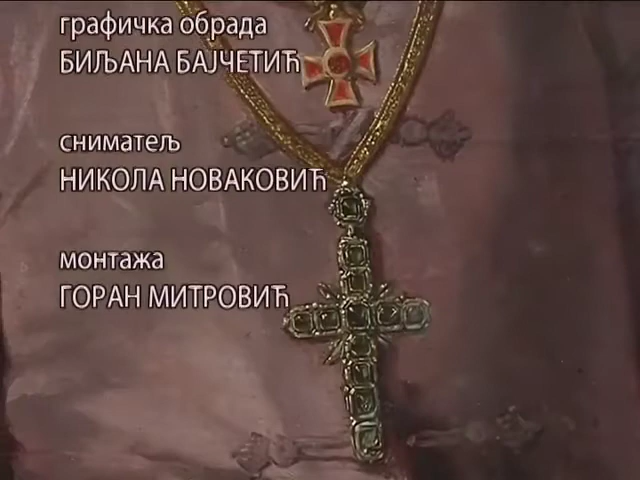 графичка обрада
БИЉАНА БАЈЧЕТИЋ
сниматељ
НИКОЛА НОВАКОВИЋ
монтажа
ГОРАН МИТРОВИЋ